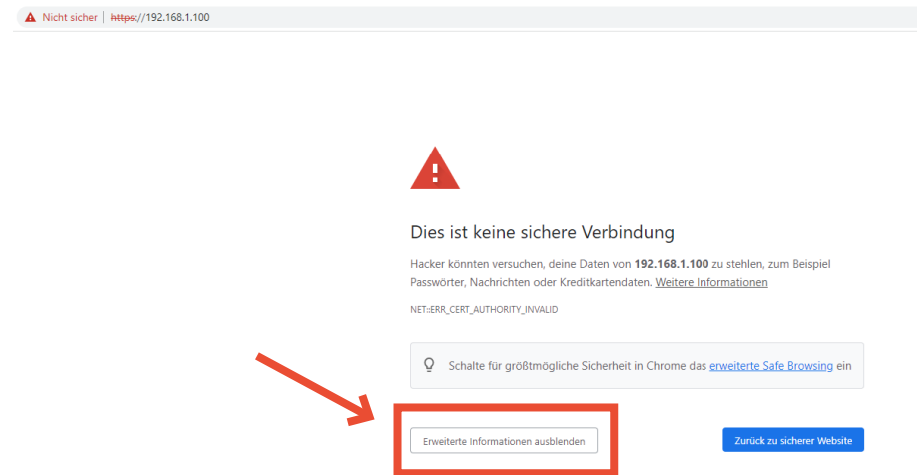 Nicht sicher | https://192.168.1.100
Dies ist keine sichere Verbindung
Hacker könnten versuchen, deine Daten von 192.168.1.100 zu stehlen, zum Beispiel
Passwörter, Nachrichten oder Kreditkartendaten. Weitere Informationen
NET::ERR_CERT_AUTHORITY_INVALID
Schalte für größtmögliche Sicherheit in Chrome das erweiterte Safe Browsing ein
Erweiterte Informationen ausblenden
Zurück zu sicherer Website